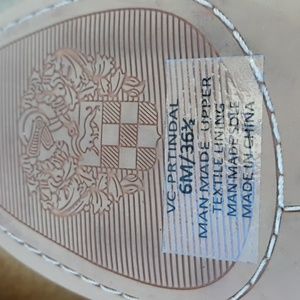 VC-PRTINDAL
6M/36½
MAN MADE UPPER
TEXTILE LINING
MAN-MADE SOLE
MADE IN CHINA